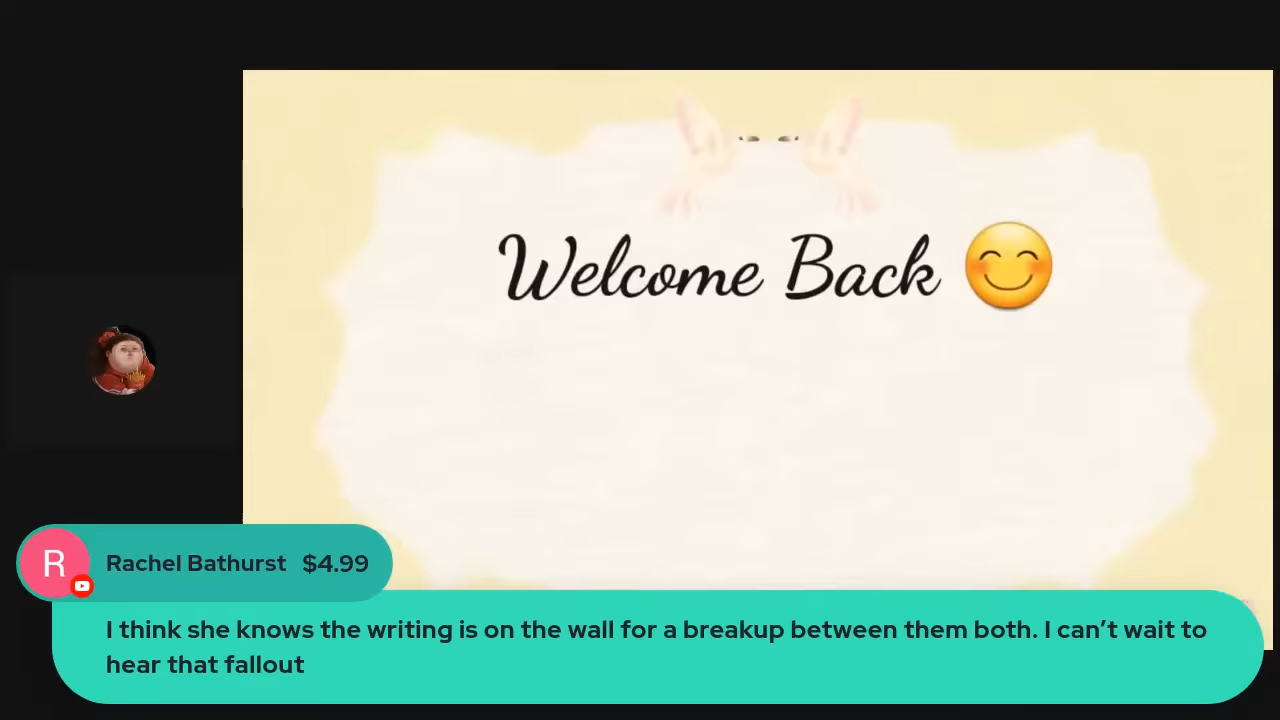 Welcome Back 😊
R
Rachel Bathurst $4.99
I think she knows the writing is on the wall for a breakup between them both. I can’t wait to
hear that fallout